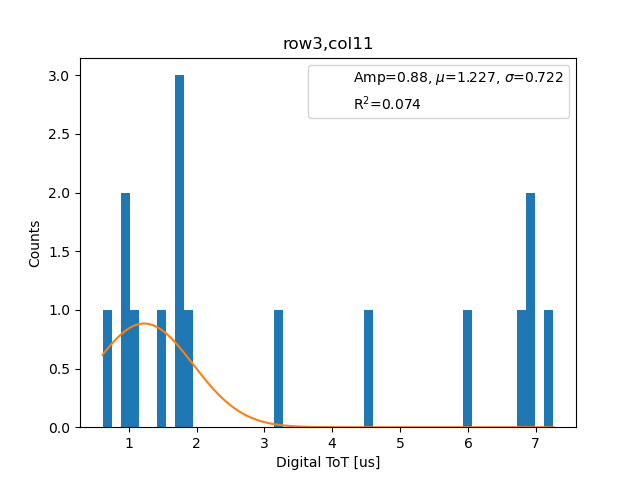 row3,col11
Amp=0.88, μ=1.227, σ=0.722
R²=0.074
Counts
3.0
2.5
2.0
1.5
1.0
0.5
0.0
1 2 3 4 5 6 7
Digital ToT [us]